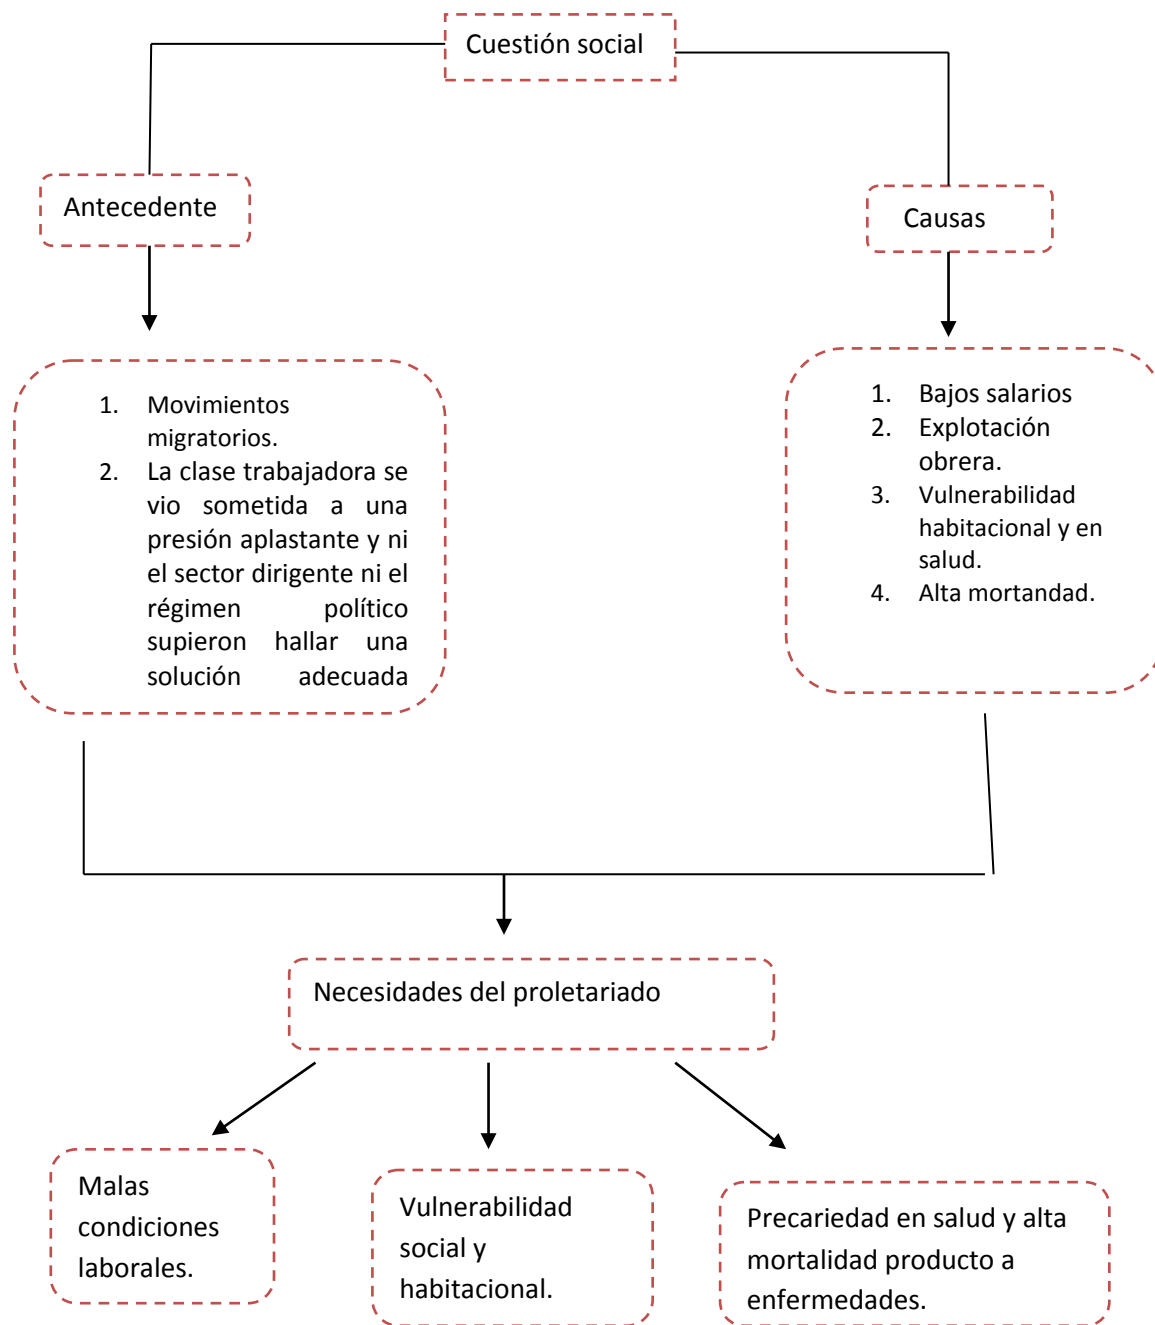 Cuestión social
Antecedente
Causas
1. Movimientos
migratorios.
2. La clase trabajadora se
vio sometida a una
presión aplastante y ni
el sector dirigente ni el
régimen político
supieron hallar una
solución adecuada
1. Bajos salarios
2. Explotación
obrera.
3. Vulnerabilidad
habitacional y en
salud.
4. Alta mortandad.
Necesidades del proletariado
Malas
condiciones
laborales.
Vulnerabilidad
social y
habitacional.
Precariedad en salud y alta
mortalidad producto a
enfermedades.